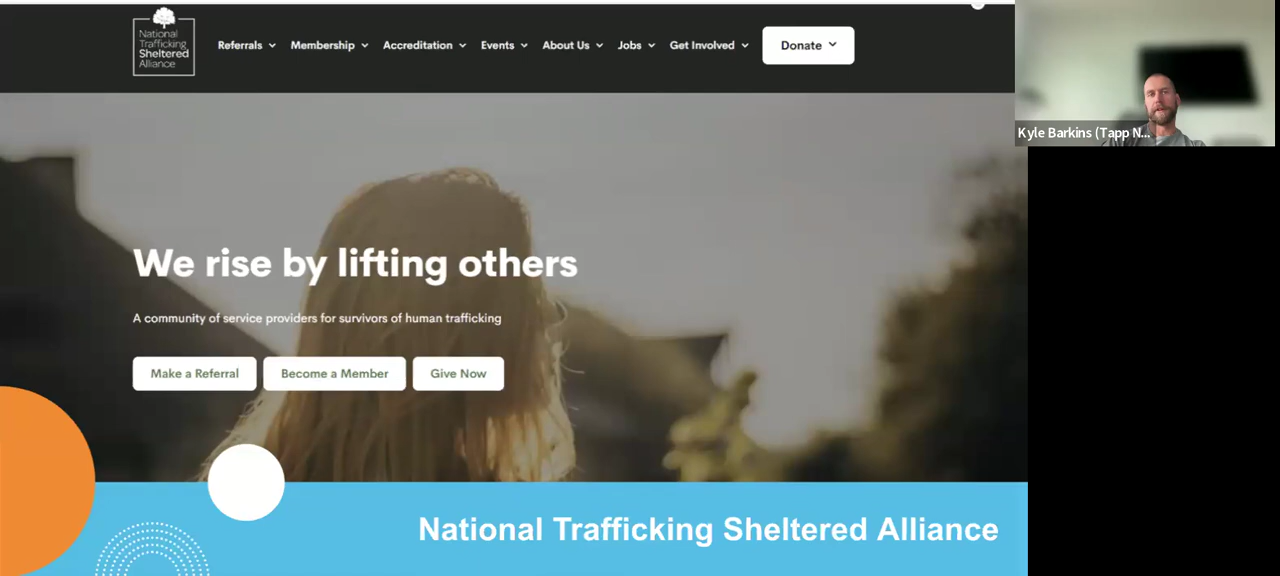 National
Trafficking
Sheltered
Alliance
Referrals Membership Accreditation Events About Us Jobs Get Involved Donate
Kyle Barkins (Tapp N...
We rise by lifting others
A community of service providers for survivors of human trafficking
Make a Referral Become a Member Give Now
National Trafficking Sheltered Alliance